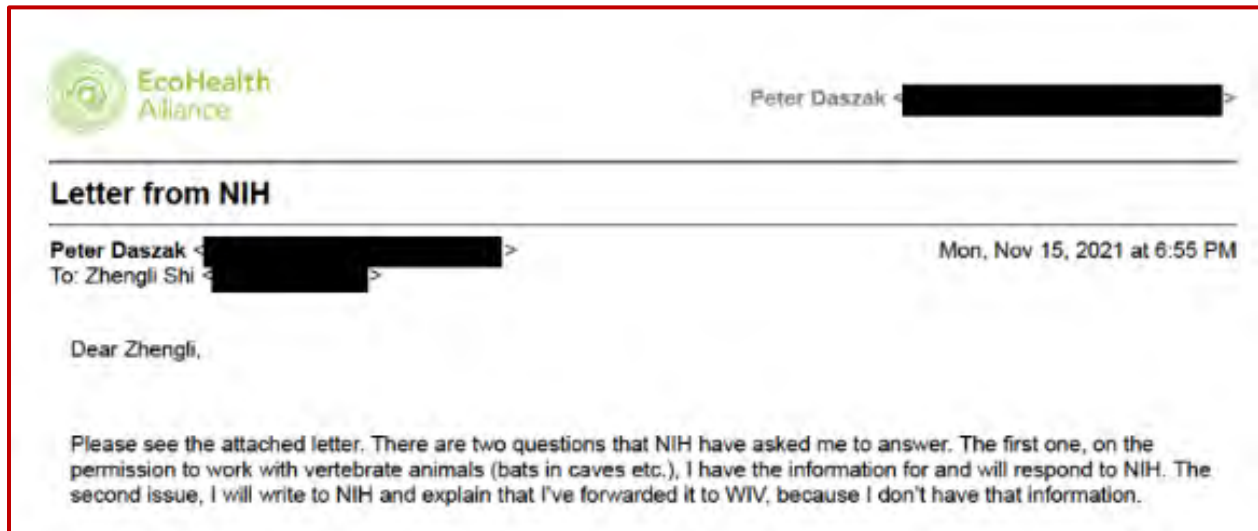 EcoHealth
Alliance
Peter Daszak < >
Letter from NIH
Peter Daszak < >
Mon, Nov 15, 2021 at 6:55 PM
To: Zhengli Shi < >
Dear Zhengli,
Please see the attached letter. There are two questions that NIH have asked me to answer. The first one, on the
permission to work with vertebrate animals (bats in caves etc.), I have the information for and will respond to NIH. The
second issue, I will write to NIH and explain that I've forwarded it to WIV, because I don't have that information.